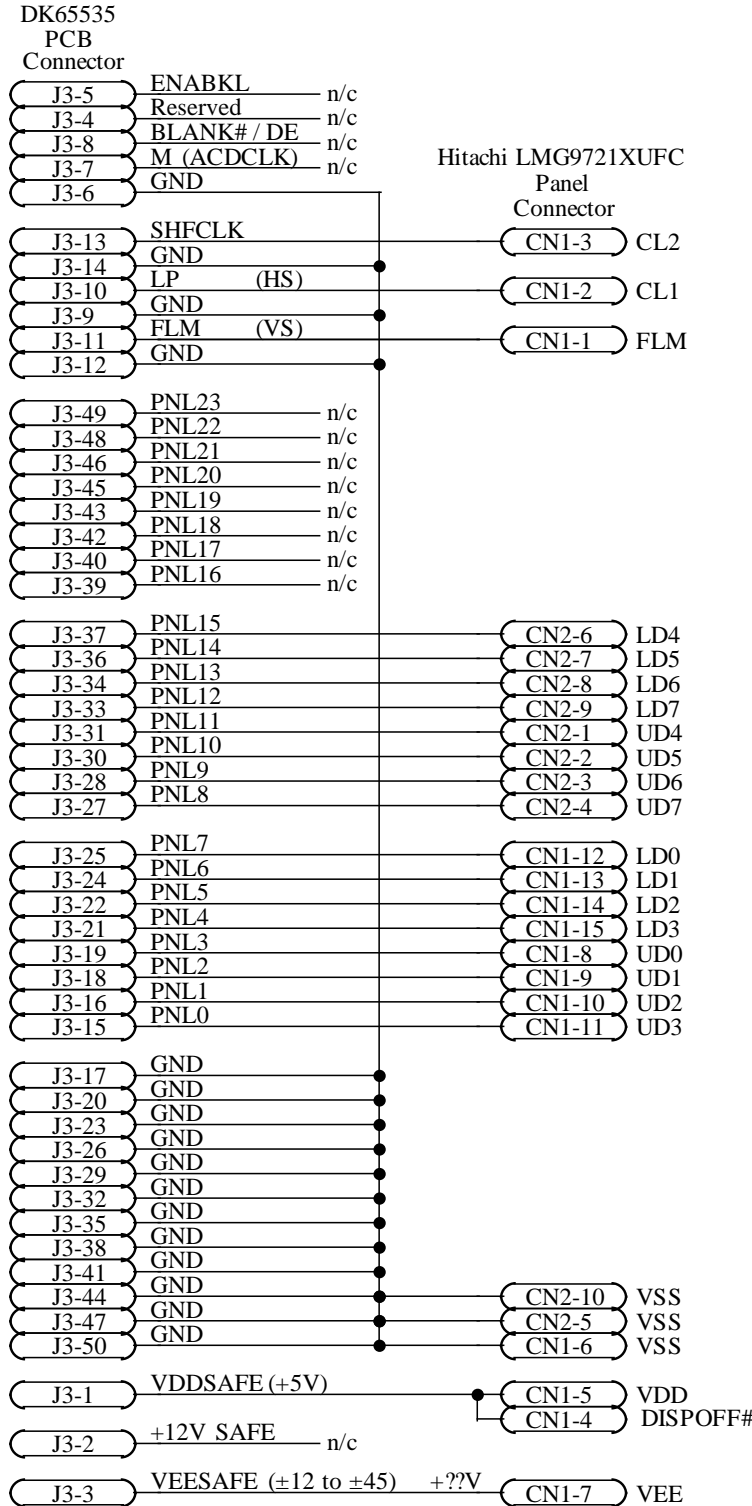 DK65535
PCB
Connector
J3-5 ENABKL n/c
J3-4 Reserved n/c
J3-8 BLANK# / DE n/c
J3-7 M (ACDCLK) n/c
J3-6 GND
Hitachi LMG9721XUFC
Panel
Connector
J3-13 SHFCLK CN1-3 CL2
J3-14 GND
J3-10 LP (HS) CN1-2 CL1
J3-9 GND
J3-11 FLM (VS) CN1-1 FLM
J3-12 GND
J3-49 PNL23 n/c
J3-48 PNL22 n/c
J3-46 PNL21 n/c
J3-45 PNL20 n/c
J3-43 PNL19 n/c
J3-42 PNL18 n/c
J3-40 PNL17 n/c
J3-39 PNL16 n/c
J3-37 PNL15 CN2-6 LD4
J3-36 PNL14 CN2-7 LD5
J3-34 PNL13 CN2-8 LD6
J3-33 PNL12 CN2-9 LD7
J3-31 PNL11 CN2-1 UD4
J3-30 PNL10 CN2-2 UD5
J3-28 PNL9 CN2-3 UD6
J3-27 PNL8 CN2-4 UD7
J3-25 PNL7 CN1-12 LD0
J3-24 PNL6 CN1-13 LD1
J3-22 PNL5 CN1-14 LD2
J3-21 PNL4 CN1-15 LD3
J3-19 PNL3 CN1-8 UD0
J3-18 PNL2 CN1-9 UD1
J3-16 PNL1 CN1-10 UD2
J3-15 PNL0 CN1-11 UD3
J3-17 GND
J3-20 GND
J3-23 GND
J3-26 GND
J3-29 GND
J3-32 GND
J3-35 GND
J3-38 GND
J3-41 GND
J3-44 GND CN2-10 VSS
J3-47 GND CN2-5 VSS
J3-50 GND CN1-6 VSS
J3-1 VDDSAFE (+5V) CN1-5 VDD
CN1-4 DISPOFF#
J3-2 +12V SAFE n/c
J3-3 VEESAFE (±12 to ±45) +??V CN1-7 VEE